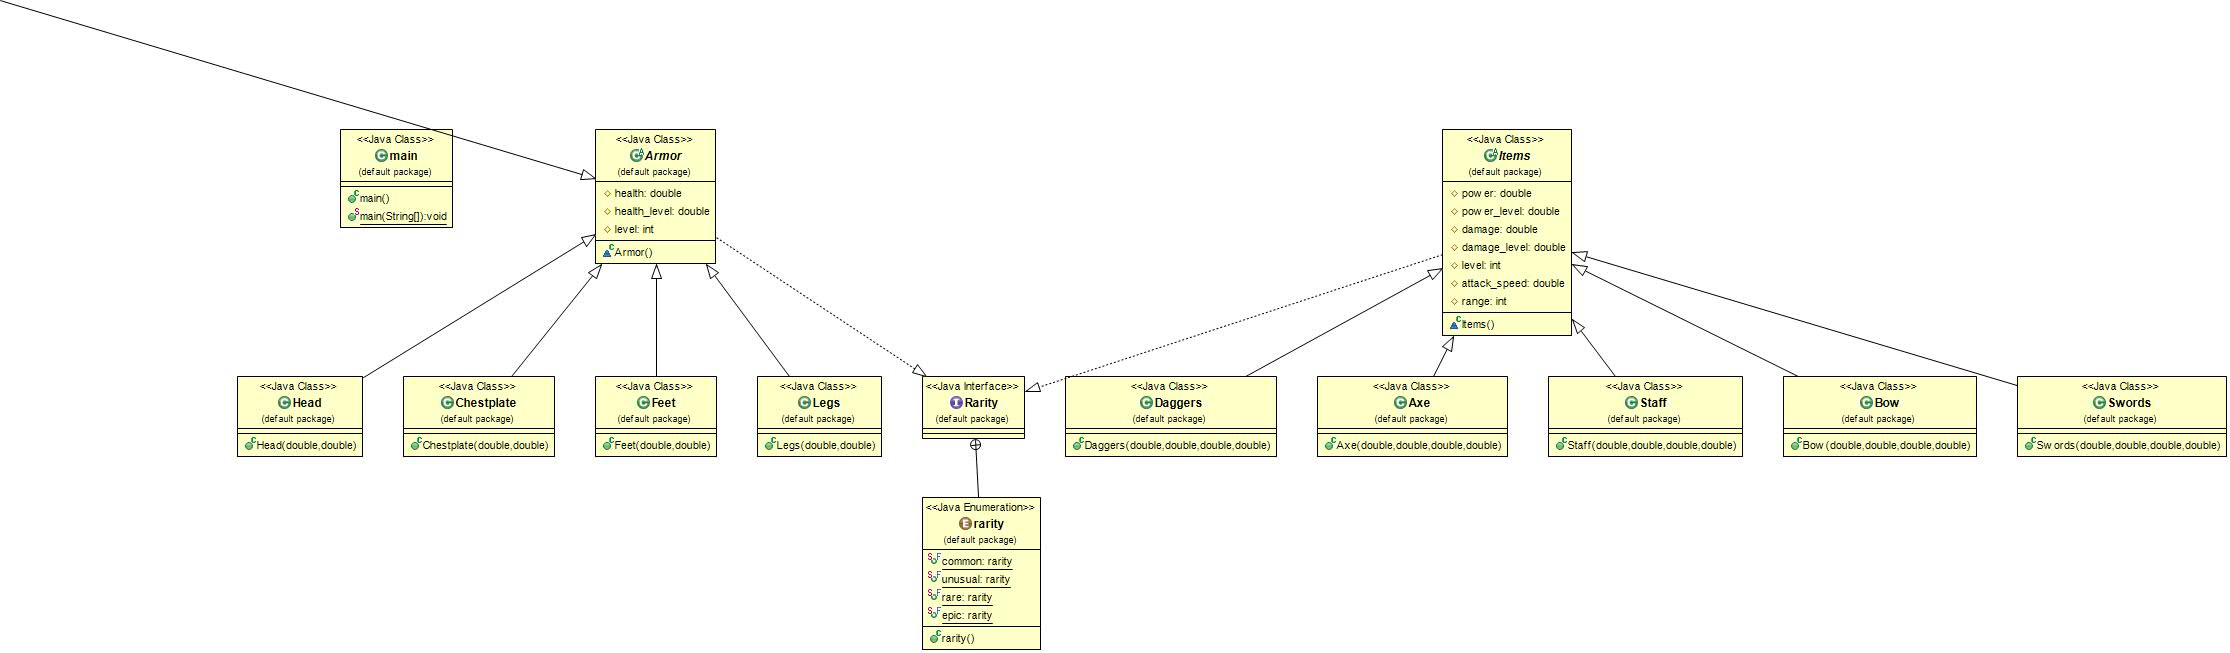 <<Java Class>>
main
(default package)
main()
main(String[]):void
<<Java Class>>
Armor
(default package)
health: double
health_level: double
level: int
Armor()
<<Java Class>>
Items
(default package)
power: double
power_level: double
damage: double
damage_level: double
level: int
attack_speed: double
range: int
Items()
<<Java Class>>
Head
(default package)
Head(double,double)
<<Java Class>>
Chestplate
(default package)
Chestplate(double,double)
<<Java Class>>
Feet
(default package)
Feet(double,double)
<<Java Class>>
Legs
(default package)
Legs(double,double)
<<Java Interface>>
Rarity
(default package)
<<Java Class>>
Daggers
(default package)
Daggers(double,double,double,double)
<<Java Class>>
Axe
(default package)
Axe(double,double,double,double)
<<Java Class>>
Staff
(default package)
Staff(double,double,double,double)
<<Java Class>>
Bow
(default package)
Bow(double,double,double,double)
<<Java Class>>
Swords
(default package)
Swords(double,double,double,double)
<<Java Enumeration>>
rarity
(default package)
common: rarity
unusual: rarity
rare: rarity
epic: rarity
rarity()